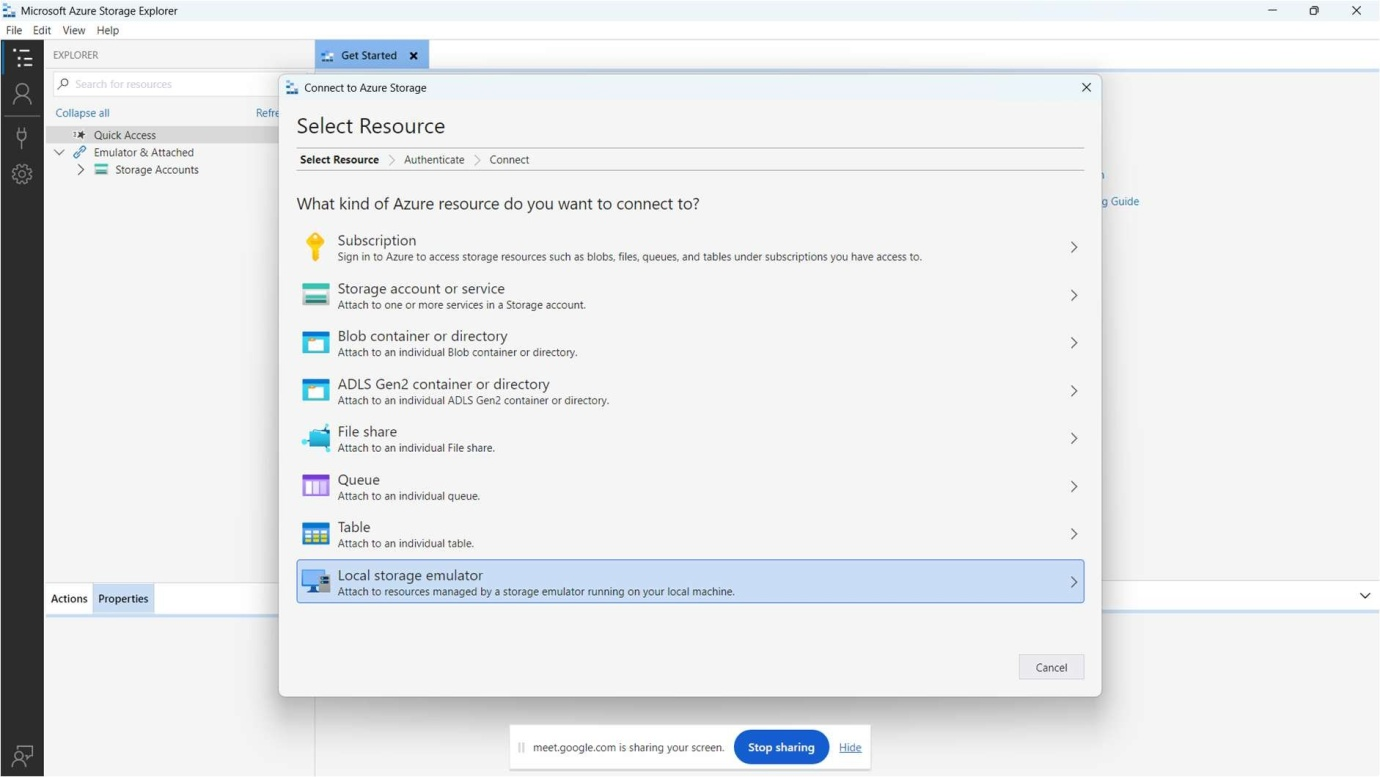 Microsoft Azure Storage Explorer
File Edit View Help
EXPLORER
Get Started
Search for resources
Collapse all
Refre
Quick Access
Emulator & Attached
Storage Accounts
Actions Properties
g Guide
Connect to Azure Storage
Select Resource
Select Resource Authenticate Connect
What kind of Azure resource do you want to connect to?
Subscription
Sign in to Azure to access storage resources such as blobs, files, queues, and tables under subscriptions you have access to.
Storage account or service
Attach to one or more services in a Storage account.
Blob container or directory
Attach to an individual Blob container or directory.
ADLS Gen2 container or directory
Attach to an individual ADLS Gen2 container or directory.
File share
Attach to an individual File share.
Queue
Attach to an individual queue.
Table
Attach to an individual table.
Local storage emulator
Attach to resources managed by a storage emulator running on your local machine.
Cancel
meet.google.com is sharing your screen. Stop sharing Hide